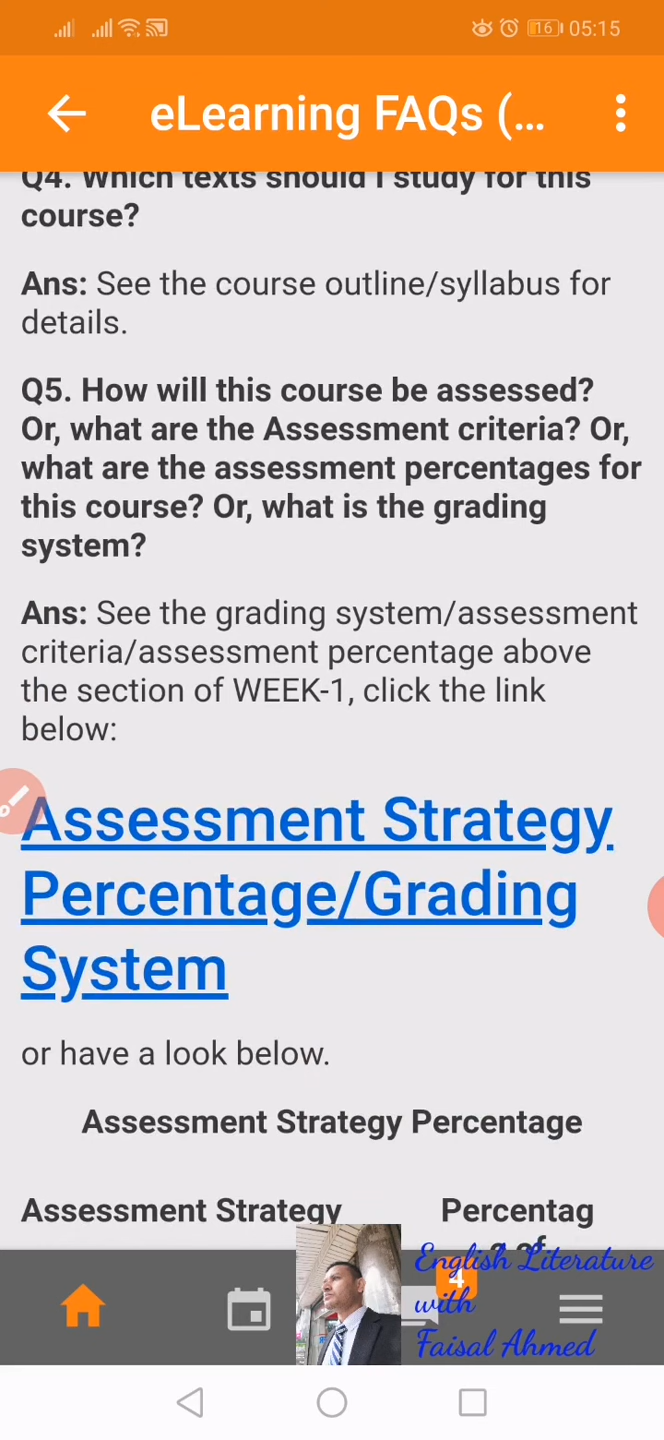 16 05:15
eLearning FAQs (...
Q4. Which texts should I study for this
course?
Ans: See the course outline/syllabus for
details.
Q5. How will this course be assessed?
Or, what are the Assessment criteria? Or,
what are the assessment percentages for
this course? Or, what is the grading
system?
Ans: See the grading system/assessment
criteria/assessment percentage above
the section of WEEK-1, click the link
below:
Assessment Strategy
Percentage/Grading
System
or have a look below.
Assessment Strategy Percentage
Assessment Strategy Percentag
e of
4
English Literature
with
Faisal Ahmed